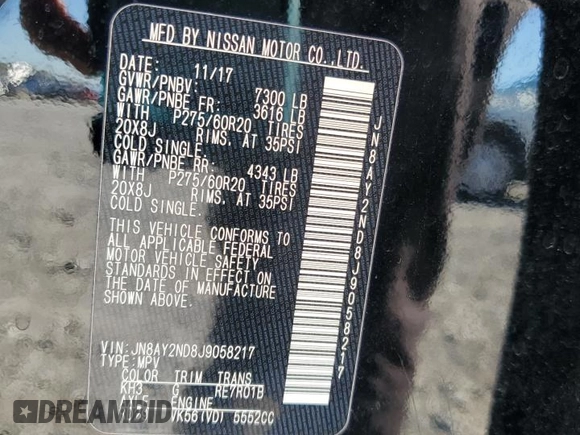 MFD BY NISSAN MOTOR CO.,LTD.
DATE: 11/17
GVWR/PNBV: 7300 LB
GAWR/PNBE FR: 3616 LB
WITH P275/60R20 TIRES
20X8J RIMS. AT 35PSI
COLD SINGLE.
GAWR/PNBE RR: 4343 LB
WITH P275/60R20 TIRES
20X8J RIMS. AT 35PSI
COLD SINGLE.
THIS VEHICLE CONFORMS TO
ALL APPLICABLE FEDERAL
MOTOR VEHICLE SAFETY
STANDARDS IN EFFECT ON
THE DATE OF MANUFACTURE
SHOWN ABOVE.
VIN:JN8AY2ND8J9058217
TYPE:MPV
COLOR TRIM TRANS
KH3 G RE7R01B
ENGINE
VK56(VD) 5552CC
JN8AY2ND8J9058217
DREAMBID